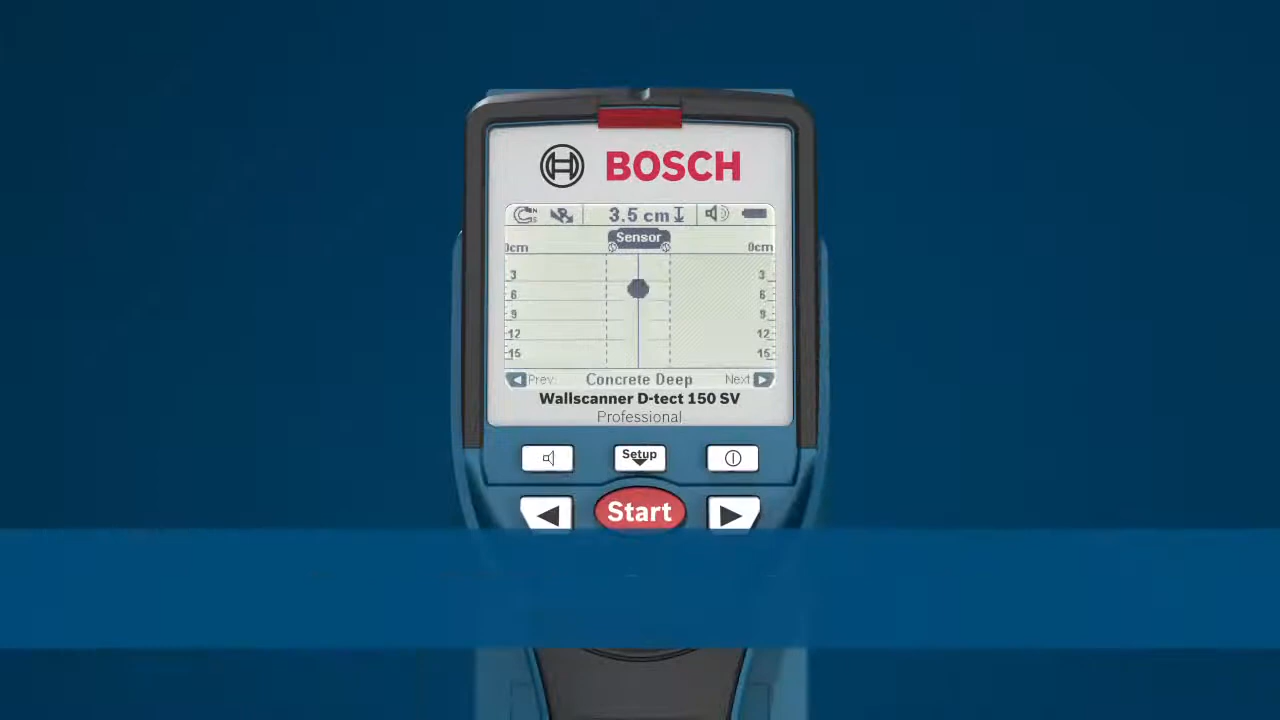 BOSCH
3.5 cm
Sensor
0cm 0cm
3 3
6 6
9 9
12 12
15 15
Prev. Concrete Deep Next
Wallscanner D-tect 150 SV
Professional
Setup
Start